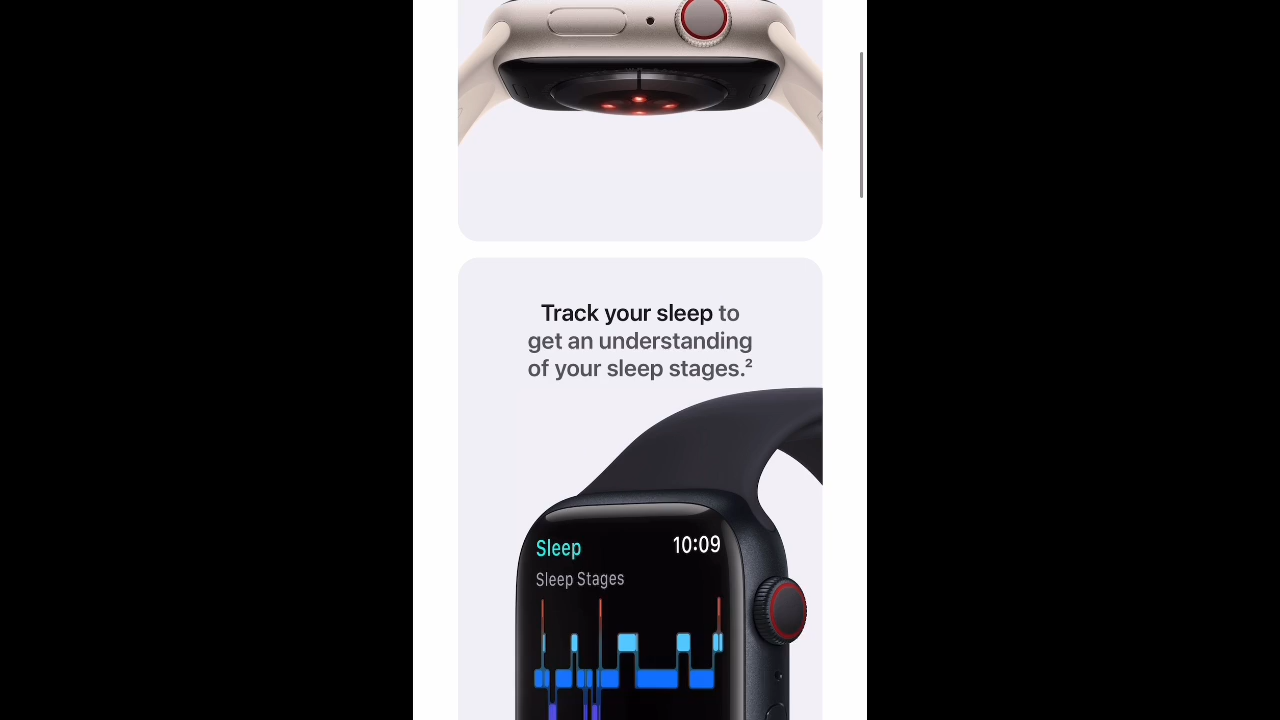 Track your sleep to
get an understanding
of your sleep stages.²
Sleep 10:09
Sleep Stages